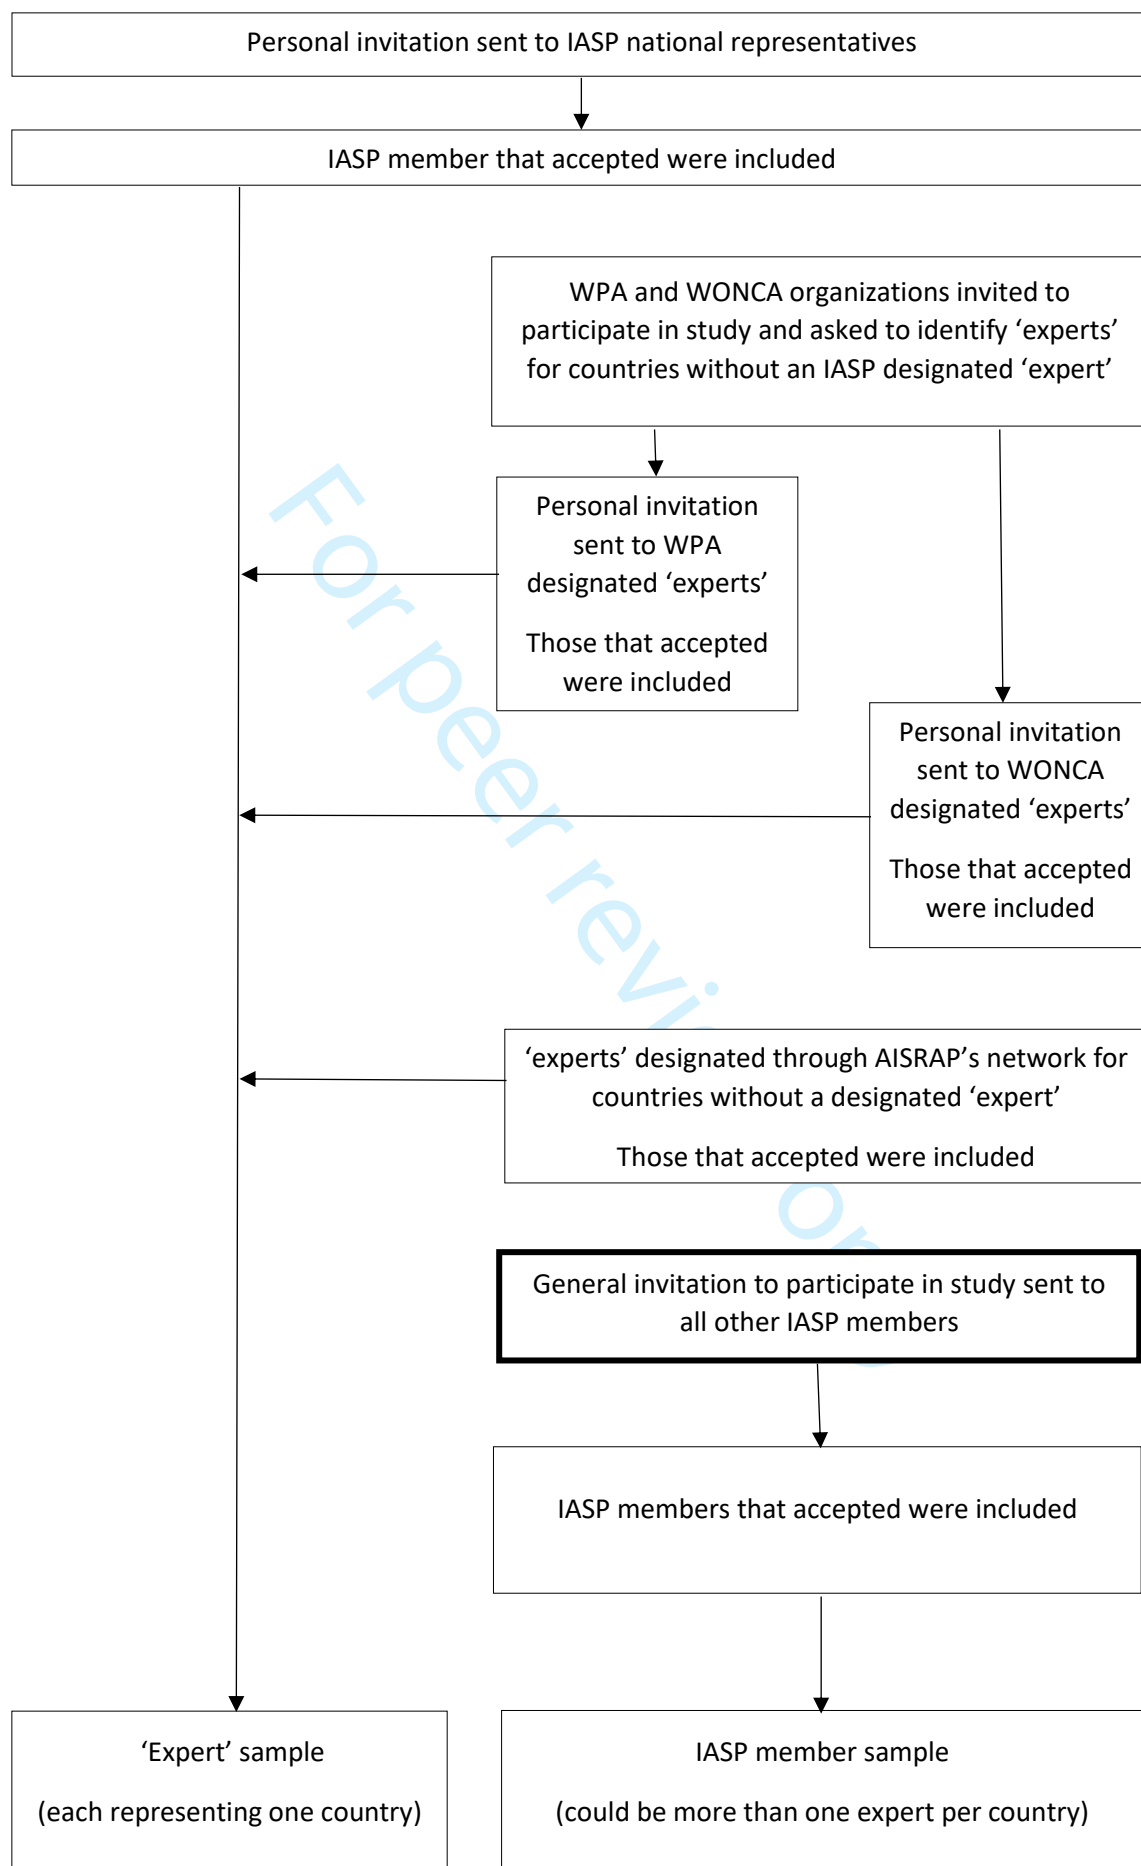 Personal invitation sent to IASP national representatives
IASP member that accepted were included
WPA and WONCA organizations invited to
participate in study and asked to identify ‘experts’
for countries without an IASP designated ‘expert’
Personal invitation
sent to WPA
designated ‘experts’
Those that accepted
were included
Personal invitation
sent to WONCA
designated ‘experts’
Those that accepted
were included
‘experts’ designated through AISRAP’s network for
countries without a designated ‘expert’
Those that accepted were included
General invitation to participate in study sent to
all other IASP members
IASP members that accepted were included
‘Expert’ sample
(each representing one country)
IASP member sample
(could be more than one expert per country)
For peer